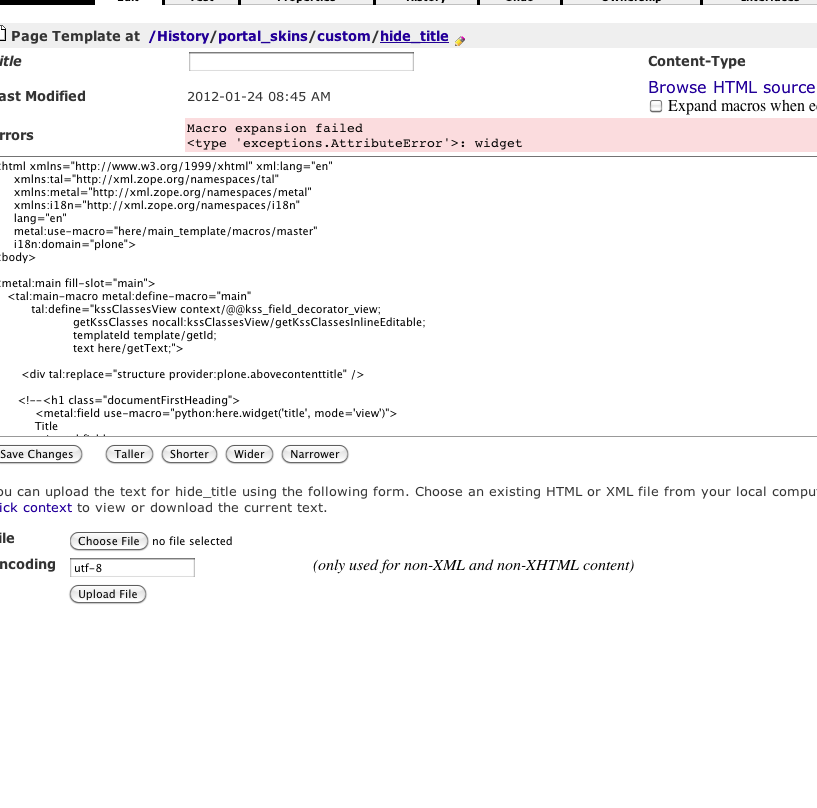 Page Template at /History/portal_skins/custom/hide_title
itle
Content-Type
Browse HTML source
ast Modified
2012-01-24 08:45 AM
Expand macros when e
rrors
Macro expansion failed
<type 'exceptions.AttributeError'>: widget
html xmlns="http://www.w3.org/1999/xhtml" xml:lang="en"
xmlns:tal="http://xml.zope.org/namespaces/tal"
xmlns:metal="http://xml.zope.org/namespaces/metal"
xmlns:i18n="http://xml.zope.org/namespaces/i18n"
lang="en"
metal:use-macro="here/main_template/macros/master"
i18n:domain="plone">
body>
metal:main fill-slot="main">
<tal:main-macro metal:define-macro="main"
tal:define="kssClassesView context/@@kss_field_decorator_view;
getKssClasses nocall:kssClassesView/getKssClassesInlineEditable;
templateId template/getId;
text here/getText;">
<div tal:replace="structure provider:plone.abovecontenttitle" />
<!--<h1 class="documentFirstHeading">
<metal:field use-macro="python:here.widget('title', mode='view')">
Title
Save Changes Taller Shorter Wider Narrower
ou can upload the text for hide_title using the following form. Choose an existing HTML or XML file from your local compu
ick context to view or download the current text.
ile
Choose File no file selected
ncoding
utf-8
(only used for non-XML and non-XHTML content)
Upload File